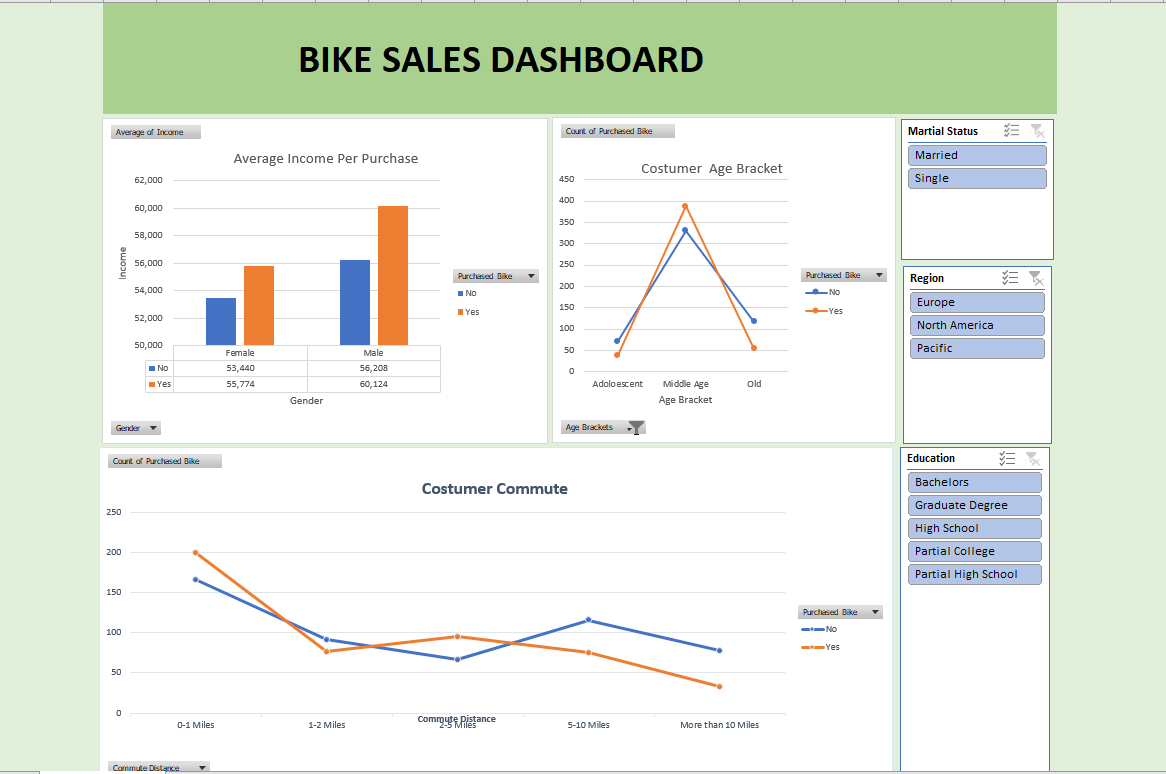 BIKE SALES DASHBOARD
Average of Income
Average Income Per Purchase
62,000
60,000
58,000
56,000
54,000
52,000
50,000
Income
Female Male
No 53,440 56,208
Yes 55,774 60,124
Gender
Purchased Bike
No
Yes
Gender
Count of Purchased Bike
Costumer Age Bracket
450
400
350
300
250
200
150
100
50
0
Adoloescent Middle Age Old
Age Bracket
Purchased Bike
No
Yes
Age Brackets
Martial Status
Married
Single
Region
Europe
North America
Pacific
Count of Purchased Bike
Costumer Commute
250
200
150
100
50
0
Commute Distance
0-1 Miles 1-2 Miles 2-5 Miles 5-10 Miles More than 10 Miles
Purchased Bike
No
Yes
Commute Distance
Education
Bachelors
Graduate Degree
High School
Partial College
Partial High School